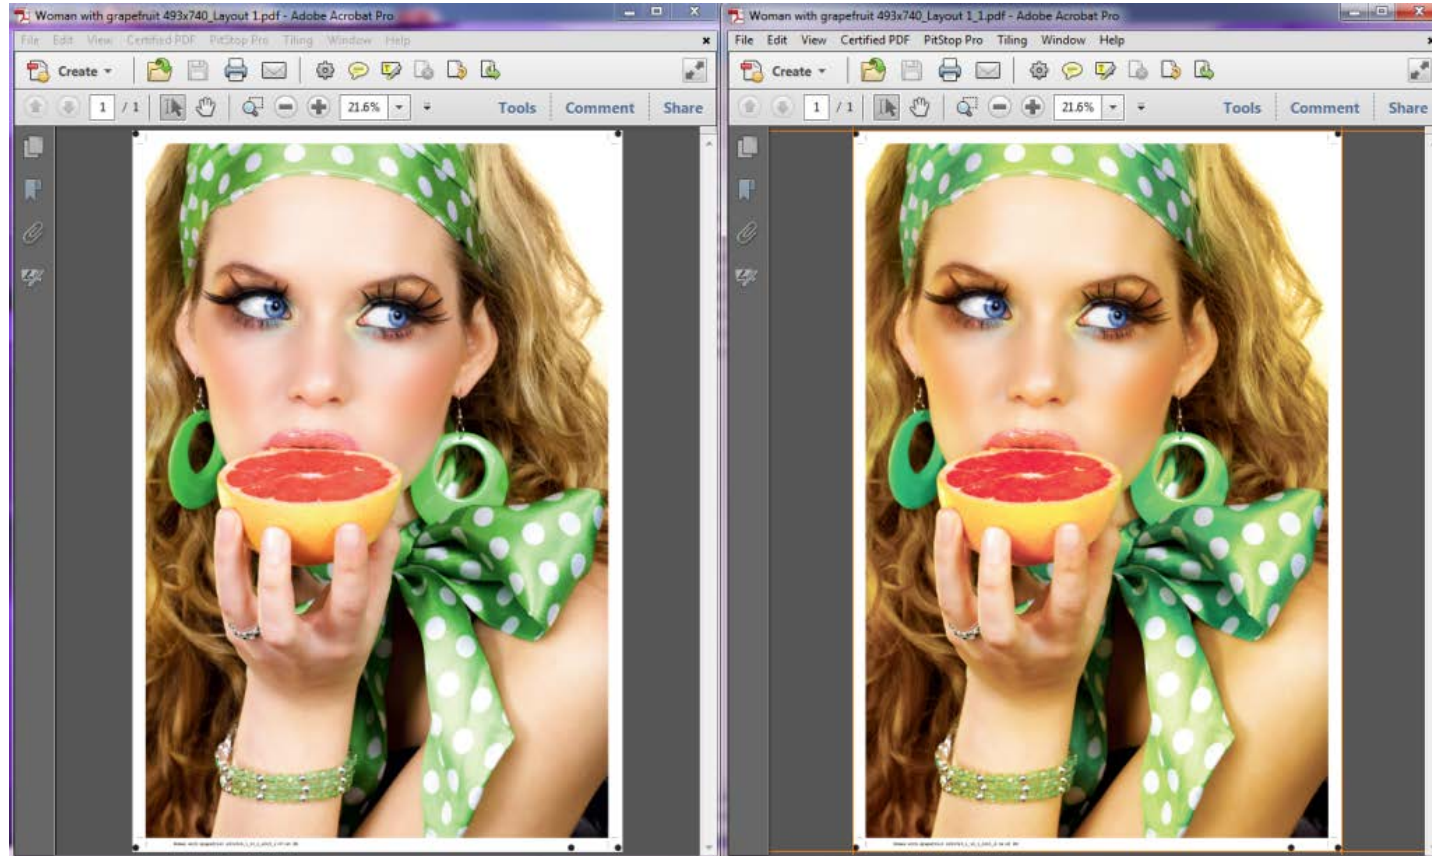 Woman with grapefruit 493x740_Layout 1.pdf - Adobe Acrobat Pro
File Edit View Certified PDF PitStop Pro Tiling Window Help
Create
1 / 1 21.6% Tools Comment Share
Woman with grapefruit 493x740_Layout 1_1.pdf - Adobe Acrobat Pro
File Edit View Certified PDF PitStop Pro Tiling Window Help
Create
1 / 1 21.6% Tools Comment Share